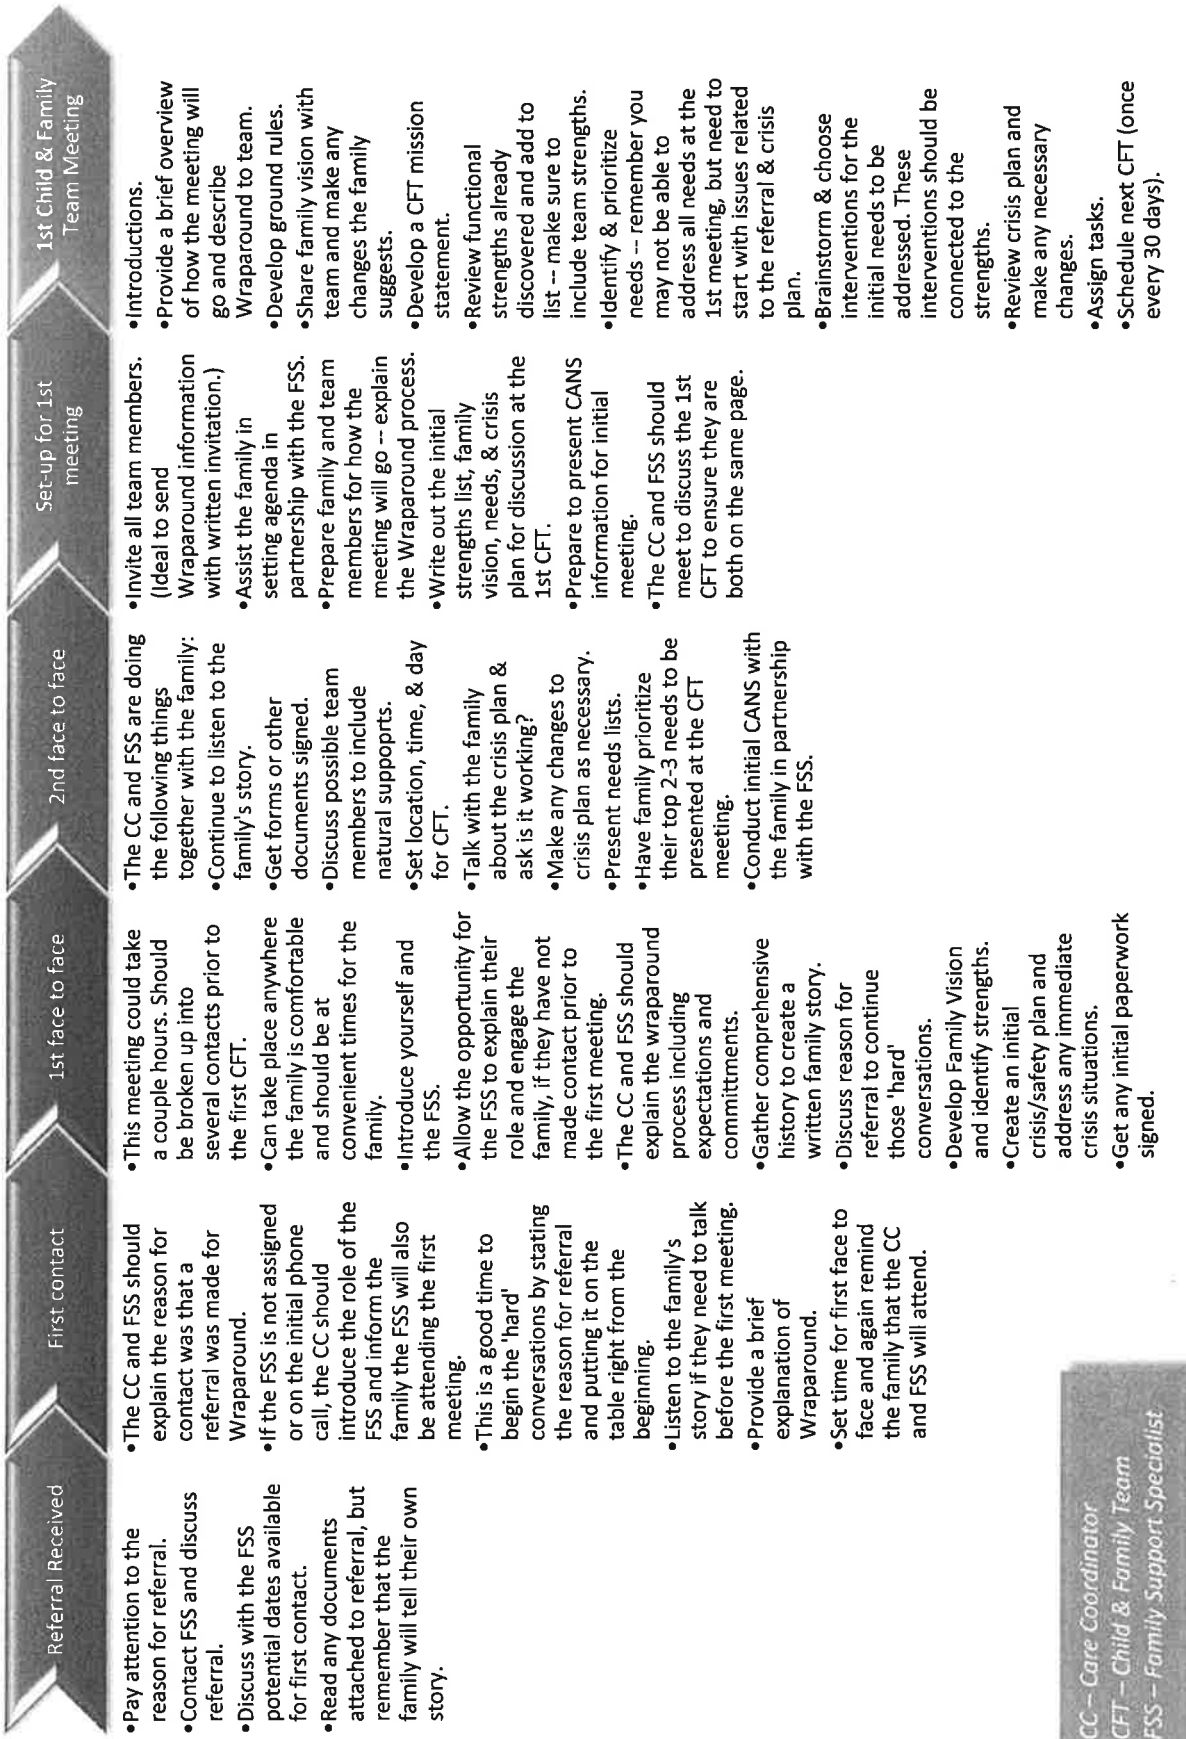 Referral Received
•Pay attention to the
reason for referral.
•Contact FSS and discuss
referral.
•Discuss with the FSS
potential dates available
for first contact.
•Read any documents
attached to referral, but
remember that the
family will tell their own
story.
First contact
•The CC and FSS should
explain the reason for
contact was that a
referral was made for
Wraparound.
•If the FSS is not assigned
or on the initial phone
call, the CC should
introduce the role of the
FSS and inform the
family the FSS will also
be attending the first
meeting.
•This is a good time to
begin the 'hard'
conversations by stating
the reason for referral
and putting it on the
table right from the
beginning.
•Listen to the family's
story if they need to talk
before the first meeting.
•Provide a brief
explanation of
Wraparound.
•Set time for first face to
face and again remind
the family that the CC
and FSS will attend.
1st face to face
•This meeting could take
a couple hours. Should
be broken up into
several contacts prior to
the first CFT.
•Can take place anywhere
the family is comfortable
and should be at
convenient times for the
family.
•Introduce yourself and
the FSS.
•Allow the opportunity for
the FSS to explain their
role and engage the
family, if they have not
made contact prior to
the first meeting.
•The CC and FSS should
explain the wraparound
process including
expectations and
committments.
•Gather comprehensive
history to create a
written family story.
•Discuss reason for
referral to continue
those 'hard'
conversations.
•Develop Family Vision
and identify strengths.
•Create an initial
crisis/safety plan and
address any immediate
crisis situations.
•Get any initial paperwork
signed.
2nd face to face
•The CC and FSS are doing
the following things
together with the family:
•Continue to listen to the
family's story.
•Get forms or other
documents signed.
•Discuss possible team
members to include
natural suppoprts.
•Set location, time, & day
for CFT.
•Talk with the family
about the crisis plan &
ask is it working?
•Make any changes to
crisis plan as necessary.
•Present needs lists.
•Have family prioritize
their top 2-3 needs to be
presented at the CFT
meeting.
•Conduct initial CANS with
the family in partnership
with the FSS.
Set-up for 1st
meeting
•Invite all team members.
(Ideal to send
Wraparound information
with written invitation.)
•Assist the family in
setting agenda in
partnership with the FSS.
•Prepare family and team
members for how the
meeting will go -- explain
the Wraparound process.
•Write out the initial
strengths list, family
vision, needs, & crisis
plan for discussion at the
1st CFT.
•Prepare to present CANS
information for initial
meeting.
•The CC and FSS should
meet to discuss the 1st
CFT to ensure they are
both on the same page.
1st Child & Family
Team Meeting
•Introductions.
•Provide a brief overview
of how the meeting will
go and describe
Wraparound to team.
•Develop ground rules.
•Share family vision with
team and make any
changes the family
suggests.
•Develop a CFT mission
statement.
•Review functional
strengths already
discovered and add to
list -- make sure to
include team strengths.
•Identify & prioritize
needs -- remember you
may not be able to
address all needs at the
1st meeting, but need to
start with issues related
to the referral & crisis
plan.
•Brainstorm & choose
interventions for the
initial needs to be
addressed. These
interventions should be
connected to the
strengths.
•Review crisis plan and
make any necessary
changes.
•Assign tasks.
•Schedule next CFT (once
every 30 days).
CC – Care Coordinator
CFT – Child & Family Team
FSS – Family Support Specialist